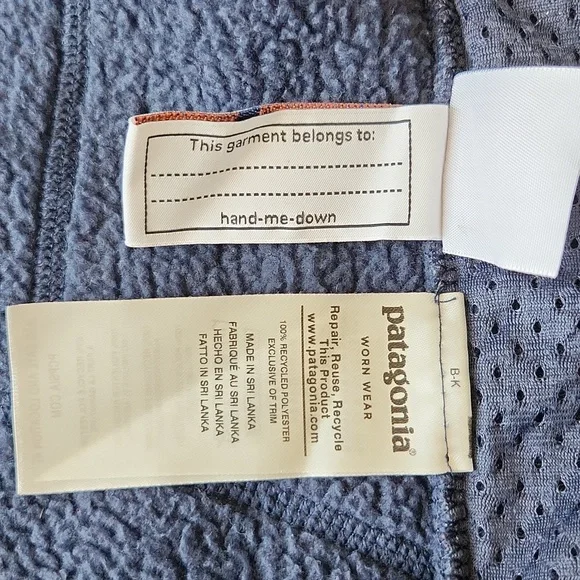 This garment belongs to:
hand-me-down
patagonia®
WORN WEAR
Repair, Reuse, Recycle
This Product
www.patagonia.com
100% RECYCLED POLYESTER
EXCLUSIVE OF TRIM
MADE IN SRI LANKA
FABRIQUÉ AU SRI LANKA
HECHO EN SRI LANKA
FATTO IN SRI LANKA
B-K